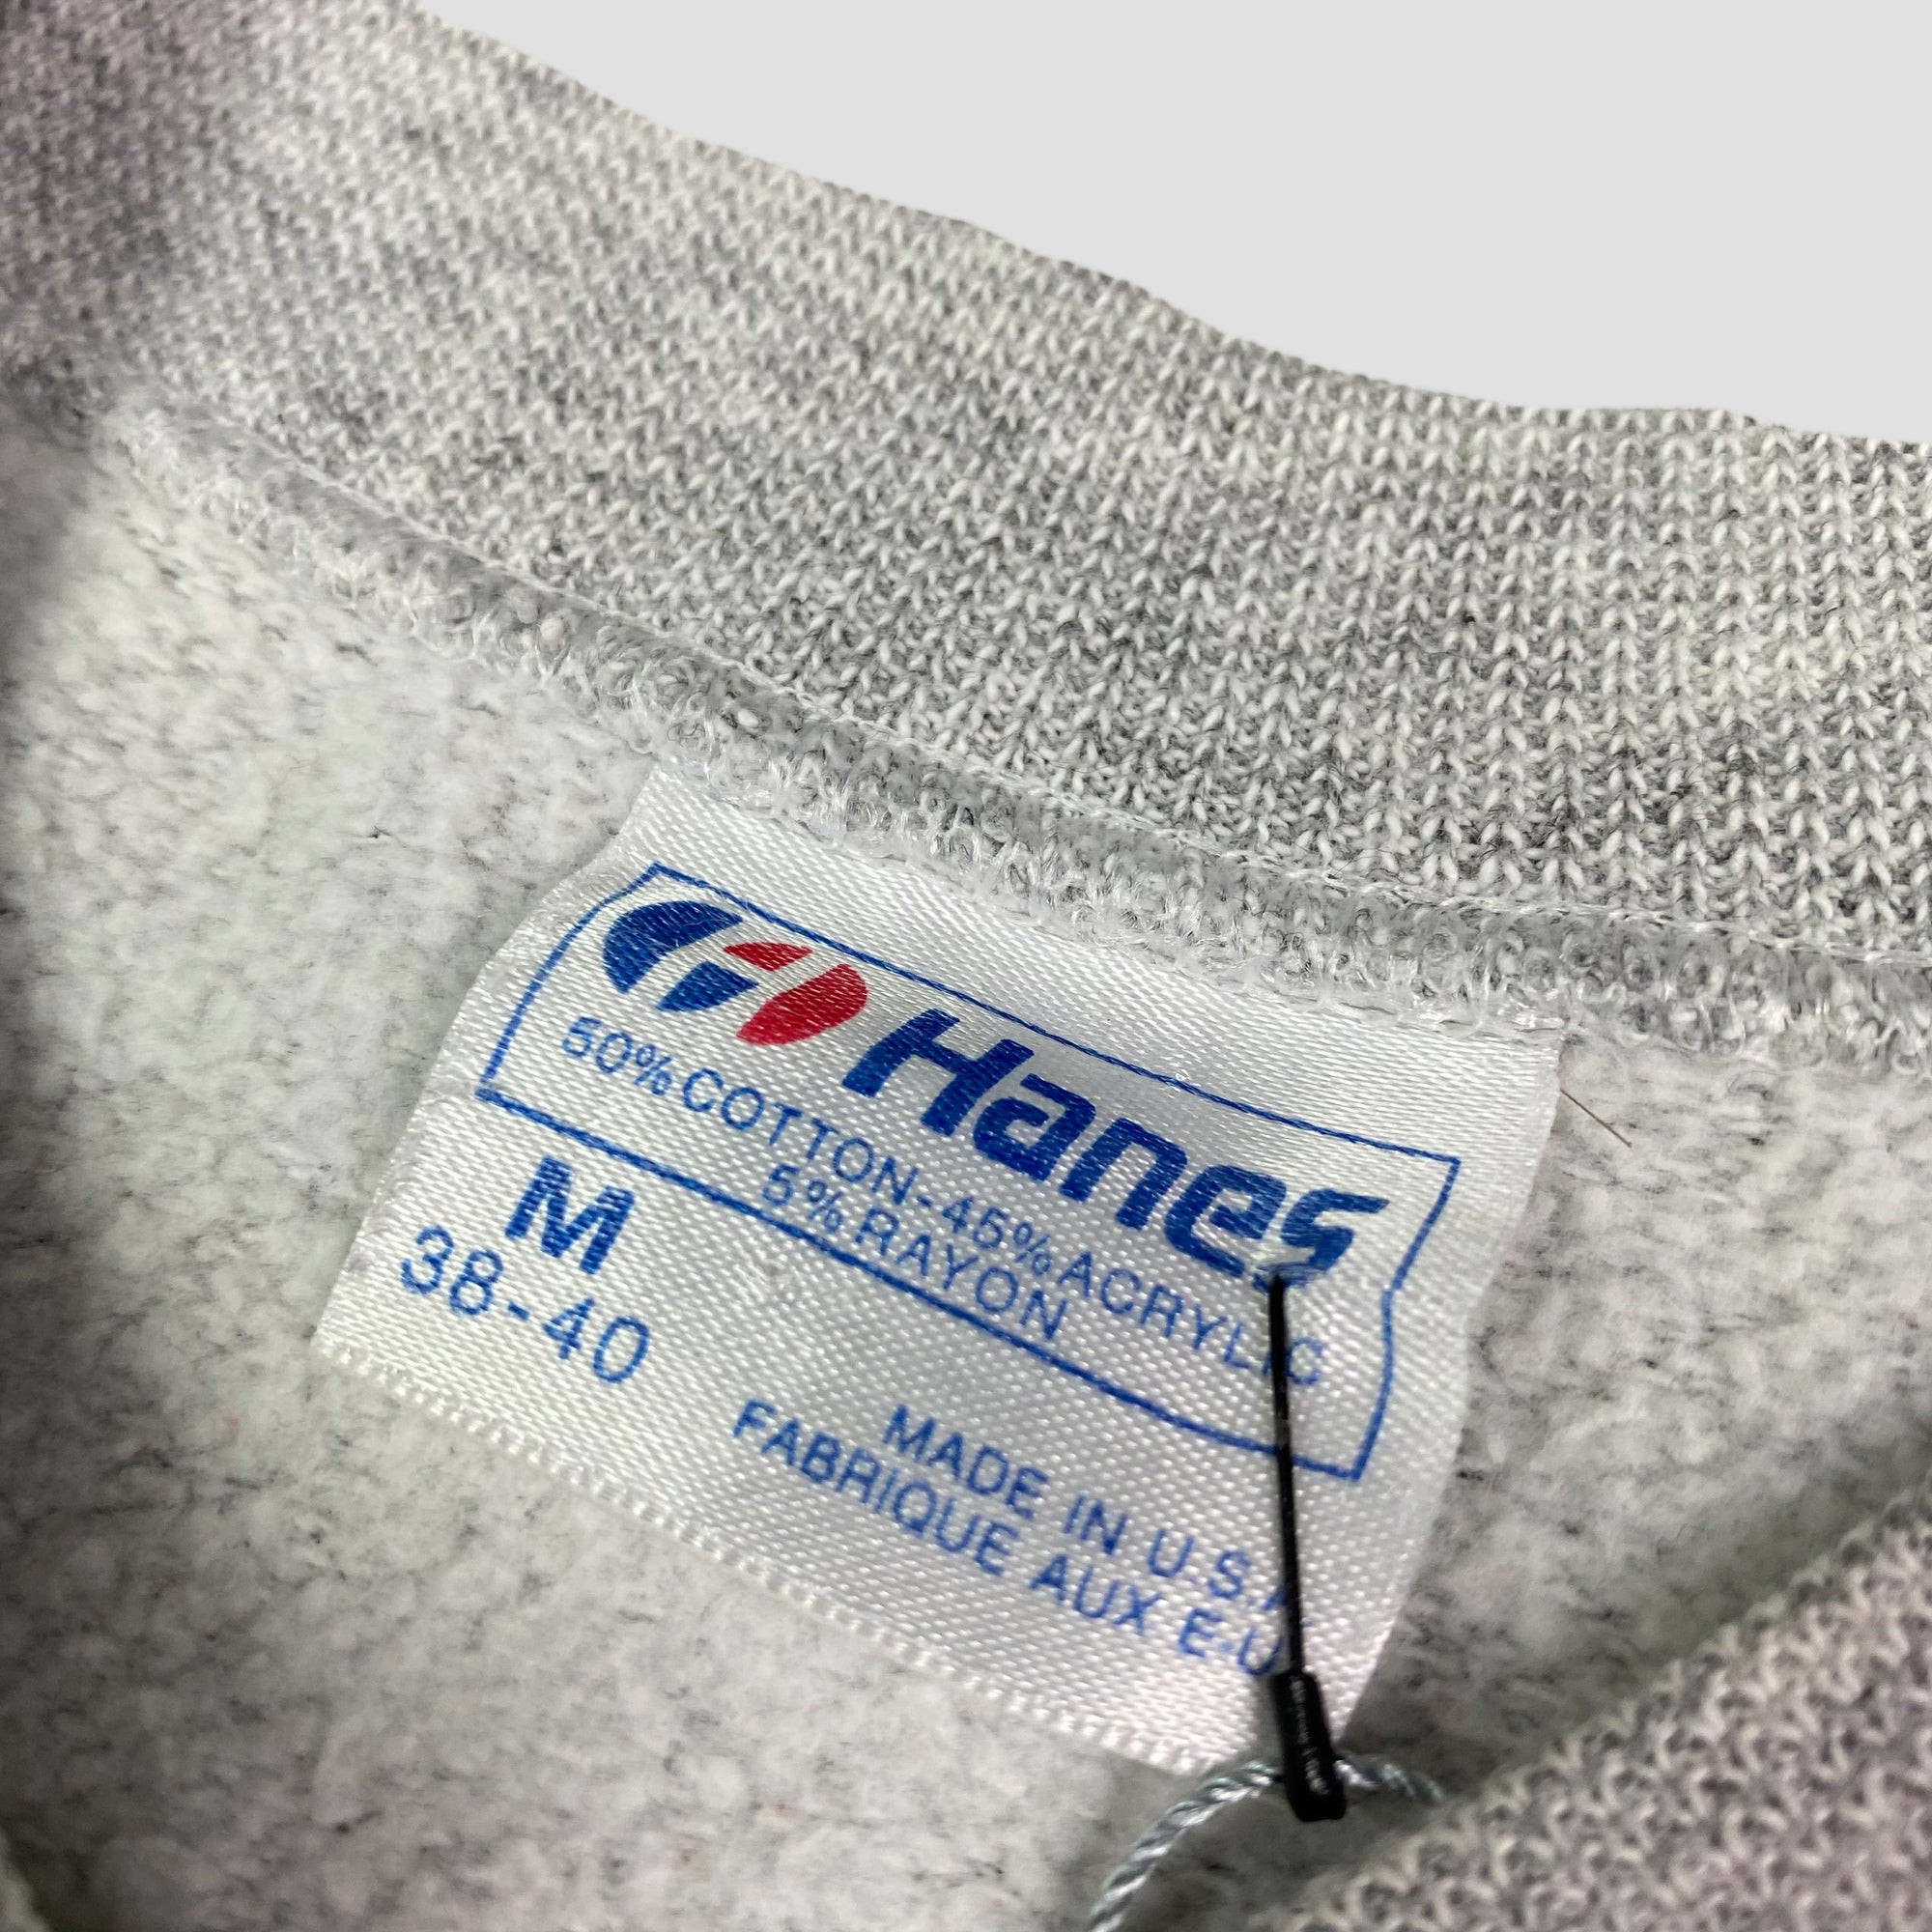 Hanes
50% COTTON-45% ACRYLIC
5% RAYON
M
38-40
MADE IN U.S.A
FABRIQUE AUX E-U